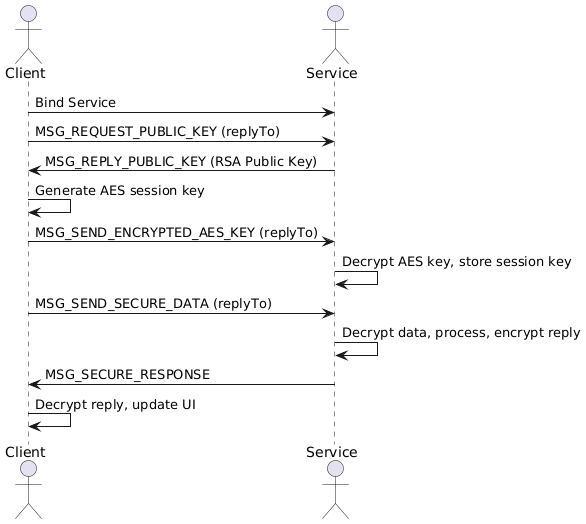 Client
Service
Bind Service
MSG_REQUEST_PUBLIC_KEY (replyTo)
MSG_REPLY_PUBLIC_KEY (RSA Public Key)
Generate AES session key
MSG_SEND_ENCRYPTED_AES_KEY (replyTo)
Decrypt AES key, store session key
MSG_SEND_SECURE_DATA (replyTo)
Decrypt data, process, encrypt reply
MSG_SECURE_RESPONSE
Decrypt reply, update UI
Client
Service